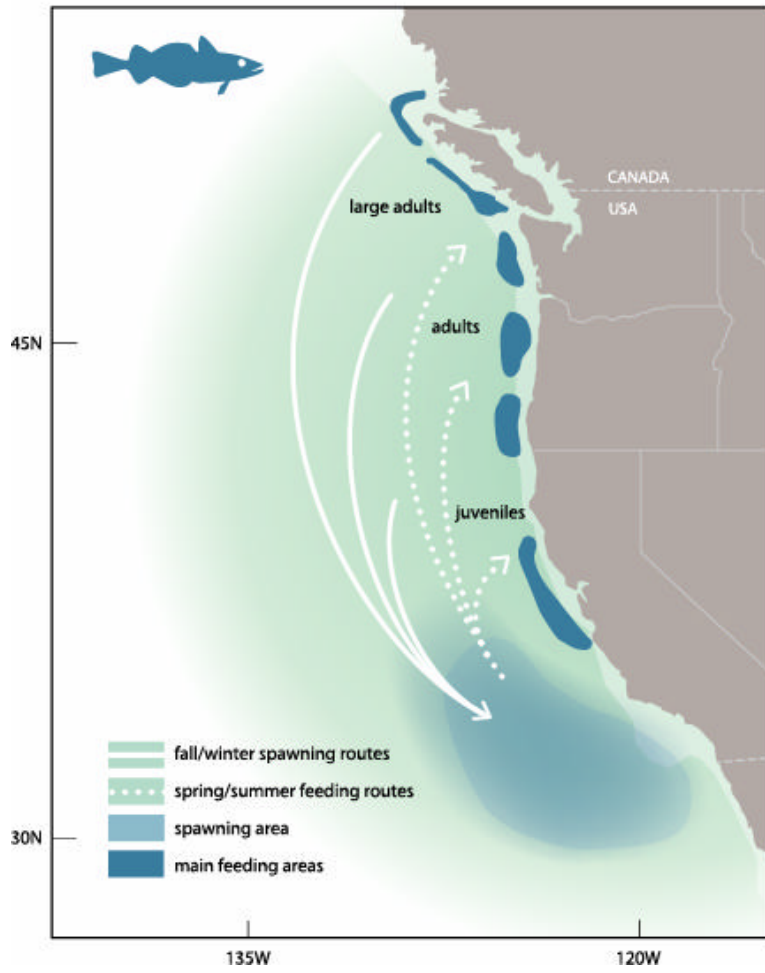 CANADA
USA
large adults
45N
adults
juveniles
fall/winter spawning routes
spring/summer feeding routes
spawning area
30N
main feeding areas
135W
120W